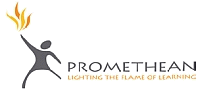 PROMETHEAN
LIGHTING THE FLAME OF LEARNING